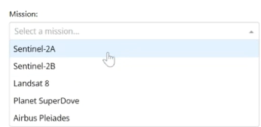 Mission:
Select a mission...
Sentinel-2A
Sentinel-2B
Landsat 8
Planet SuperDove
Airbus Pleiades